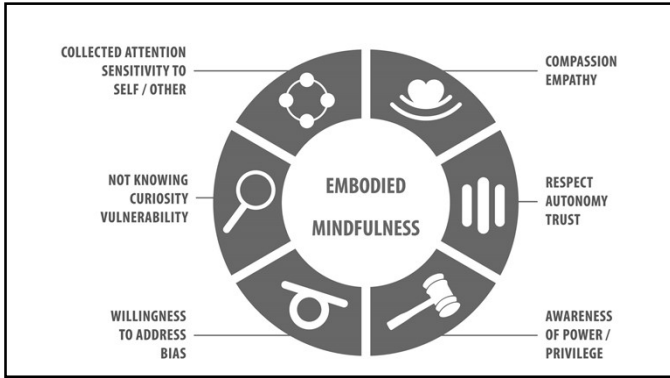 COLLECTED ATTENTION
SENSITIVITY TO
SELF / OTHER
COMPASSION
EMPATHY
NOT KNOWING
CURIOSITY
VULNERABILITY
EMBODIED
MINDFULNESS
RESPECT
AUTONOMY
TRUST
WILLINGNESS
TO ADDRESS
BIAS
AWARENESS
OF POWER /
PRIVILEGE